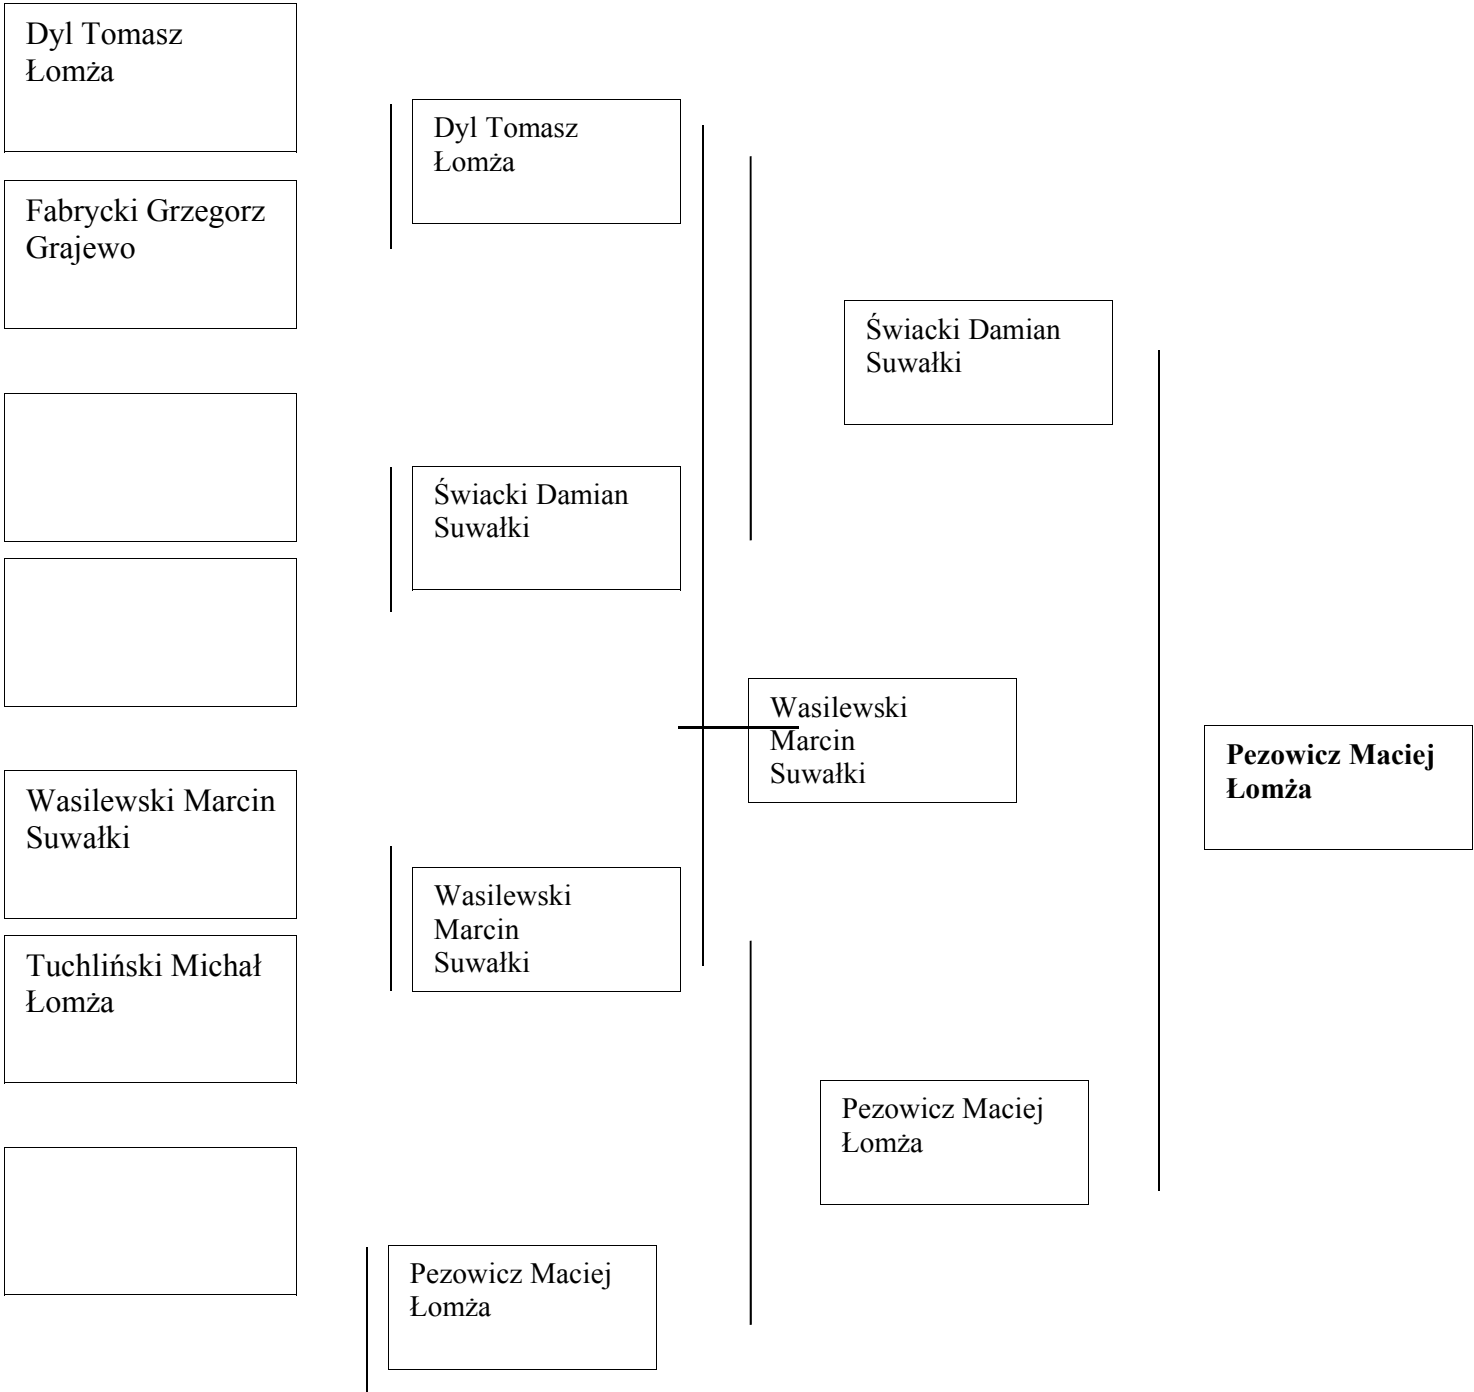 Dyl Tomasz
Łomża
Fabrycki Grzegorz
Grajewo
Wasilewski Marcin
Suwałki
Tuchliński Michał
Łomża
Dyl Tomasz
Łomża
Świacki Damian
Suwałki
Wasilewski
Marcin
Suwałki
Pezowicz Maciej
Łomża
Świacki Damian
Suwałki
Wasilewski
Marcin
Suwałki
Pezowicz Maciej
Łomża
Pezowicz Maciej
Łomża